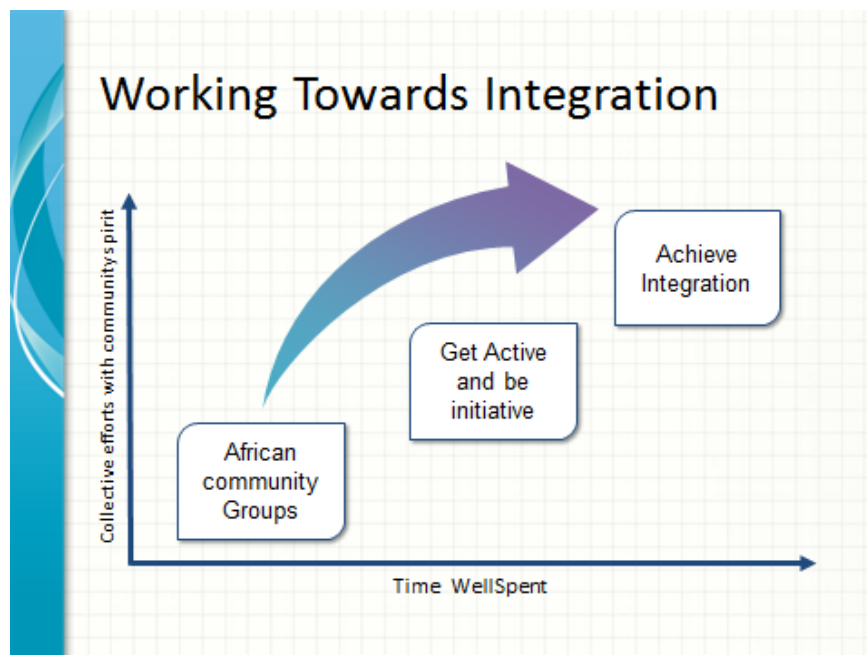 Working Towards Integration
Collective efforts with community spirit
Achieve
Integration
Get Active
and be
initiative
African
community
Groups
Time WellSpent